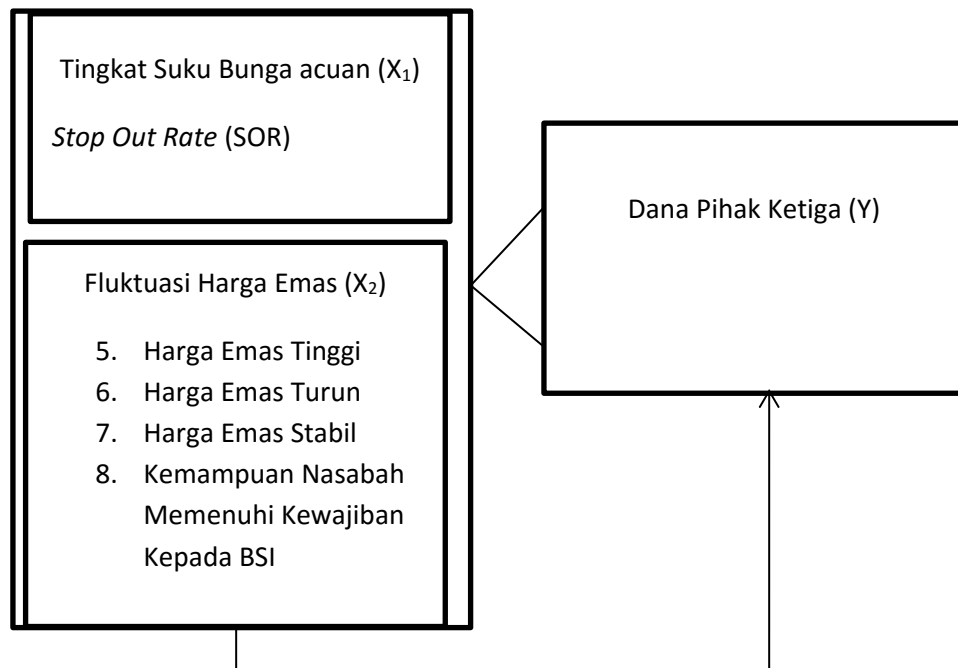 Tingkat Suku Bunga acuan (X₁)
Stop Out Rate (SOR)
Fluktuasi Harga Emas (X₂)
5. Harga Emas Tinggi
6. Harga Emas Turun
7. Harga Emas Stabil
8. Kemampuan Nasabah
Memenuhi Kewajiban
Kepada BSI
Dana Pihak Ketiga (Y)